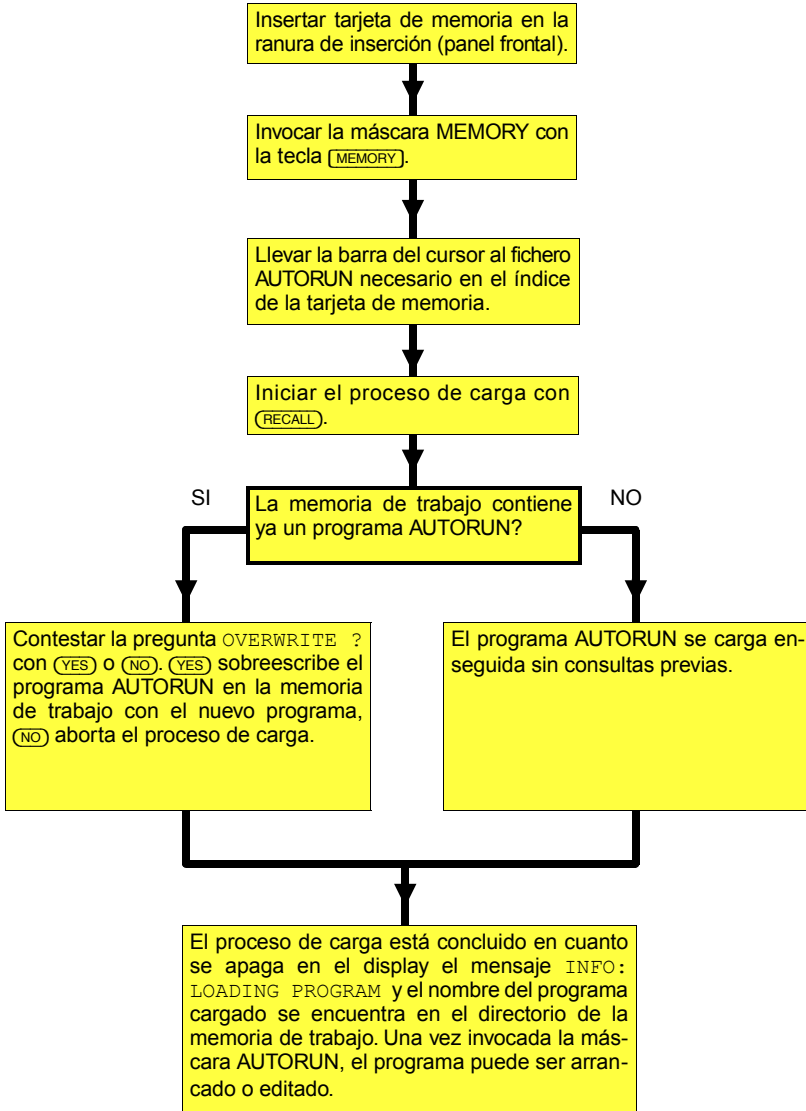 Insertar tarjeta de memoria en la
ranura de inserción (panel frontal).
Invocar la máscara MEMORY con
la tecla MEMORY.
Llevar la barra del cursor al fichero
AUTORUN necesario en el índice
de la tarjeta de memoria.
Iniciar el proceso de carga con
RECALL.
SI
La memoria de trabajo contiene
ya un programa AUTORUN?
NO
Contestar la pregunta OVERWRITE ?
con YES o NO. YES sobreescribe el
programa AUTORUN en la memoria
de trabajo con el nuevo programa,
NO aborta el proceso de carga.
El programa AUTORUN se carga en-
seguida sin consultas previas.
El proceso de carga está concluido en cuanto
se apaga en el display el mensaje INFO:
LOADING PROGRAM y el nombre del programa
cargado se encuentra en el directorio de la
memoria de trabajo. Una vez invocada la más-
cara AUTORUN, el programa puede ser arran-
cado o editado.